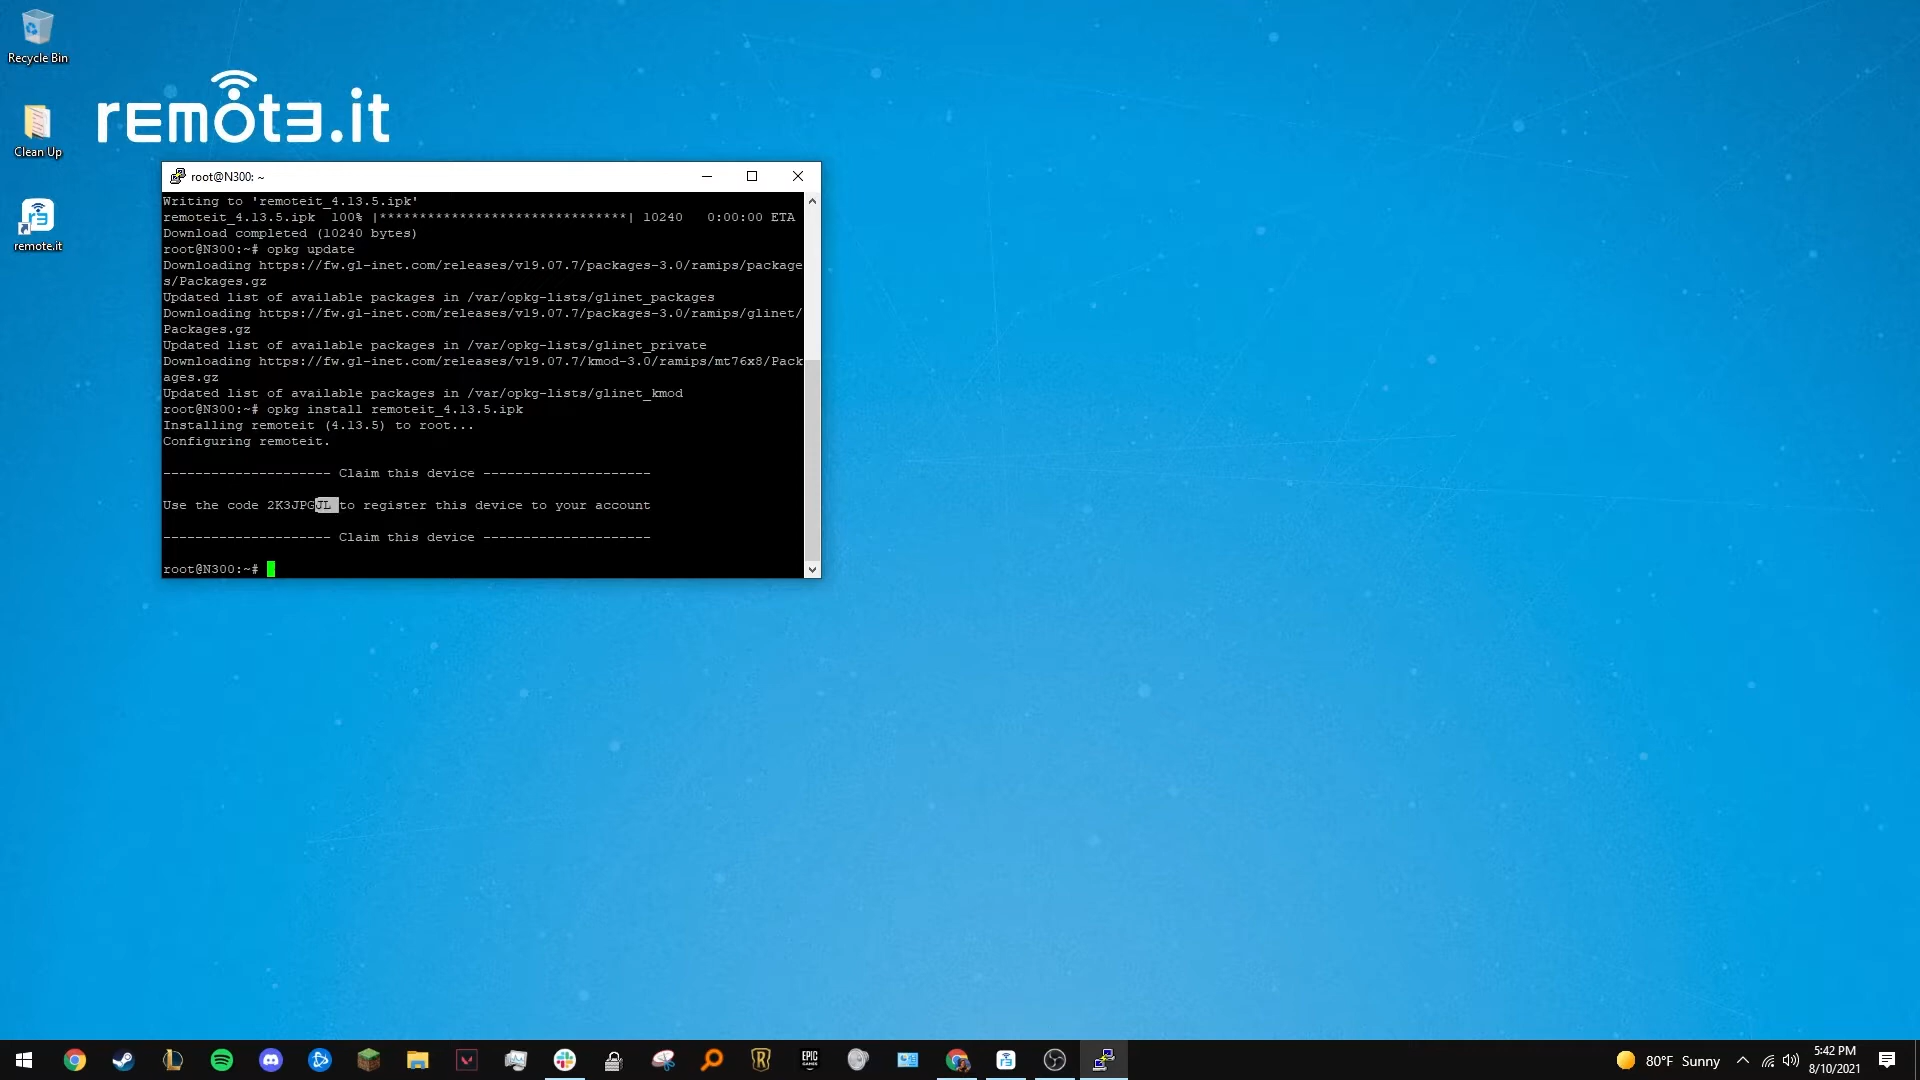 Recycle Bin
Clean Up
remote.it
remot3.it
root@N300: ~
Writing to 'remoteit_4.13.5.ipk'
remoteit_4.13.5.ipk  100% |*******************************| 10240   0:00:00 ETA
Download completed (10240 bytes)
root@N300:~# opkg update
Downloading https://fw.gl-inet.com/releases/v19.07.7/packages-3.0/ramips/package
s/Packages.gz
Updated list of available packages in /var/opkg-lists/glinet_packages
Downloading https://fw.gl-inet.com/releases/v19.07.7/packages-3.0/ramips/glinet/
Packages.gz
Updated list of available packages in /var/opkg-lists/glinet_private
Downloading https://fw.gl-inet.com/releases/v19.07.7/kmod-3.0/ramips/mt76x8/Pack
ages.gz
Updated list of available packages in /var/opkg-lists/glinet_kmod
root@N300:~# opkg install remoteit_4.13.5.ipk
Installing remoteit (4.13.5) to root...
Configuring remoteit.
--------------------- Claim this device ---------------------
Use the code 2K3JPGJL to register this device to your account
--------------------- Claim this device ---------------------
root@N300:~#
EPIC GAMES
80°F Sunny
5:42 PM
8/10/2021